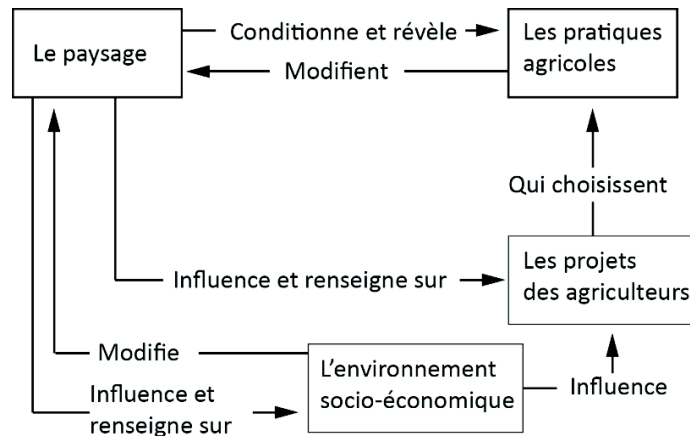 Le paysage
Conditionne et révèle
Les pratiques
agricoles
Modifient
Qui choisissent
Influence et renseigne sur
Les projets
des agriculteurs
Modifie
L'environnement
socio-économique
Influence
Influence et
renseigne sur